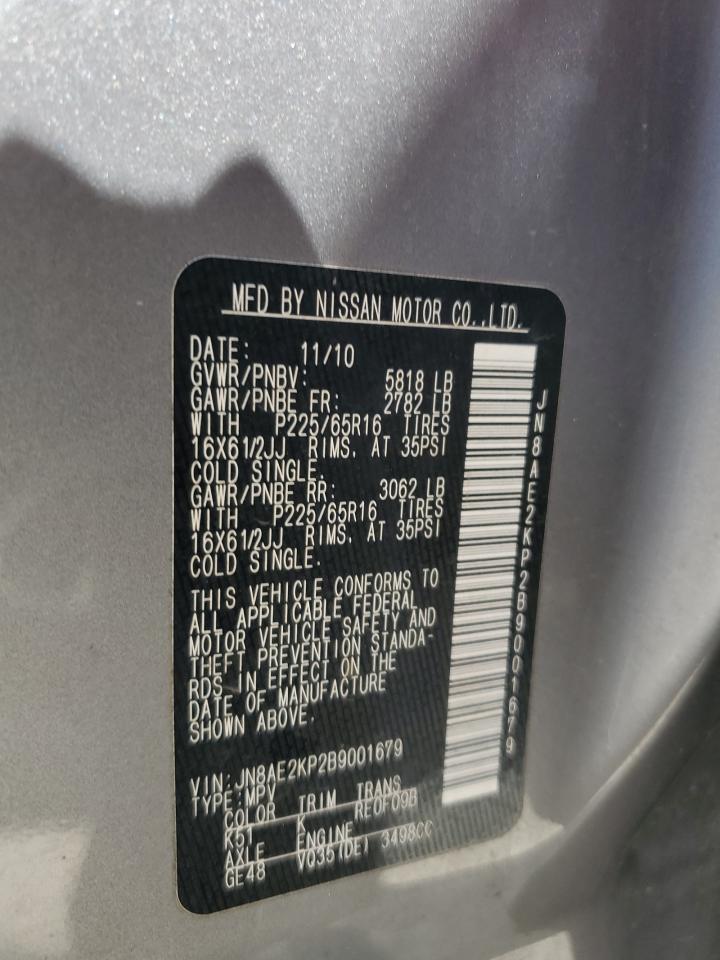 MFD BY NISSAN MOTOR CO.,LTD.
DATE: 11/10
GVWR/PNBV: 5818 LB
GAWR/PNBE FR: 2782 LB
WITH P225/65R16 TIRES
16X61/2JJ RIMS, AT 35PSI
COLD SINGLE.
GAWR/PNBE RR: 3062 LB
WITH P225/65R16 TIRES
16X61/2JJ RIMS, AT 35PSI
COLD SINGLE.
THIS VEHICLE CONFORMS TO
ALL APPLICABLE FEDERAL
MOTOR VEHICLE SAFETY AND
THEFT PREVENTION STANDA-
RDS IN EFFECT ON THE
DATE OF MANUFACTURE
SHOWN ABOVE.
VIN:JN8AE2KP2B9001679
TYPE:MPV
COLOR TRIM TRANS
K51 K REOF09B
AXLE ENGINE
GE48 VQ35(DE) 3498CC
JN8AE2KP2B9001679